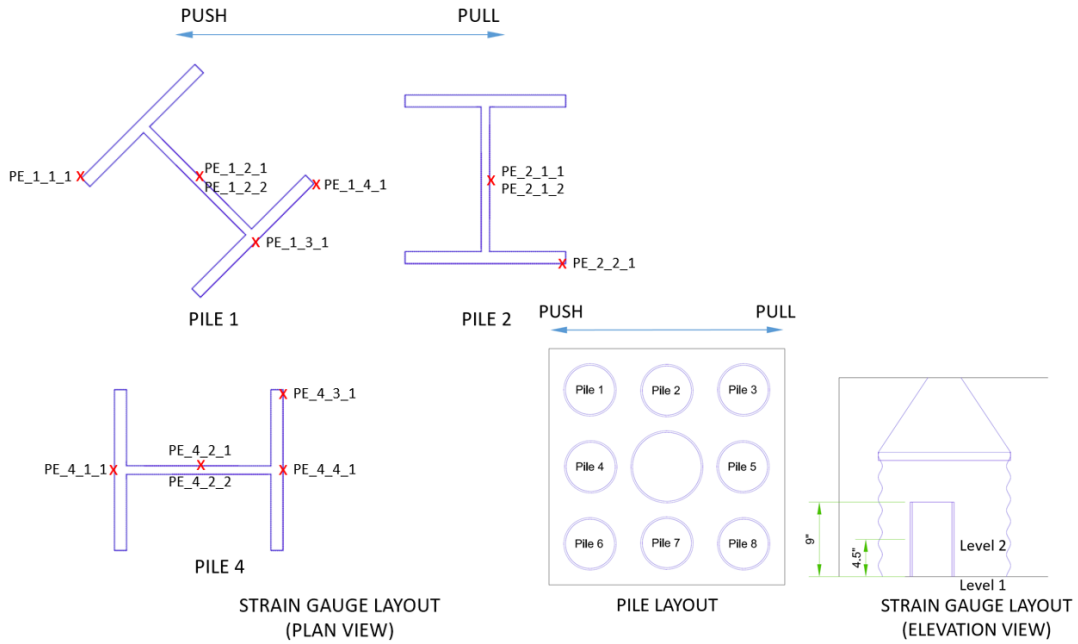 PUSH
PULL
PE_1_1_1
PE_1_2_1
PE_1_2_2
PE_1_4_1
PE_1_3_1
PE_2_1_1
PE_2_1_2
PE_2_2_1
PILE 1
PILE 2
PE_4_3_1
PE_4_2_1
PE_4_1_1
PE_4_4_1
PE_4_2_2
PILE 4
STRAIN GAUGE LAYOUT
(PLAN VIEW)
PUSH
PULL
Pile 1
Pile 2
Pile 3
Pile 4
Pile 5
Pile 6
Pile 7
Pile 8
PILE LAYOUT
9"
4.5"
Level 2
Level 1
STRAIN GAUGE LAYOUT
(ELEVATION VIEW)